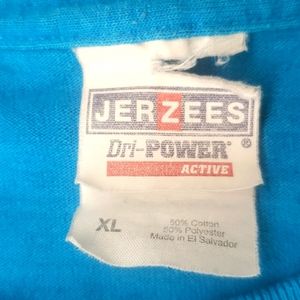 JERZEES
Dri-POWER®
ACTIVE
XL
50% Cotton
50% Polyester
Made in El Salvador